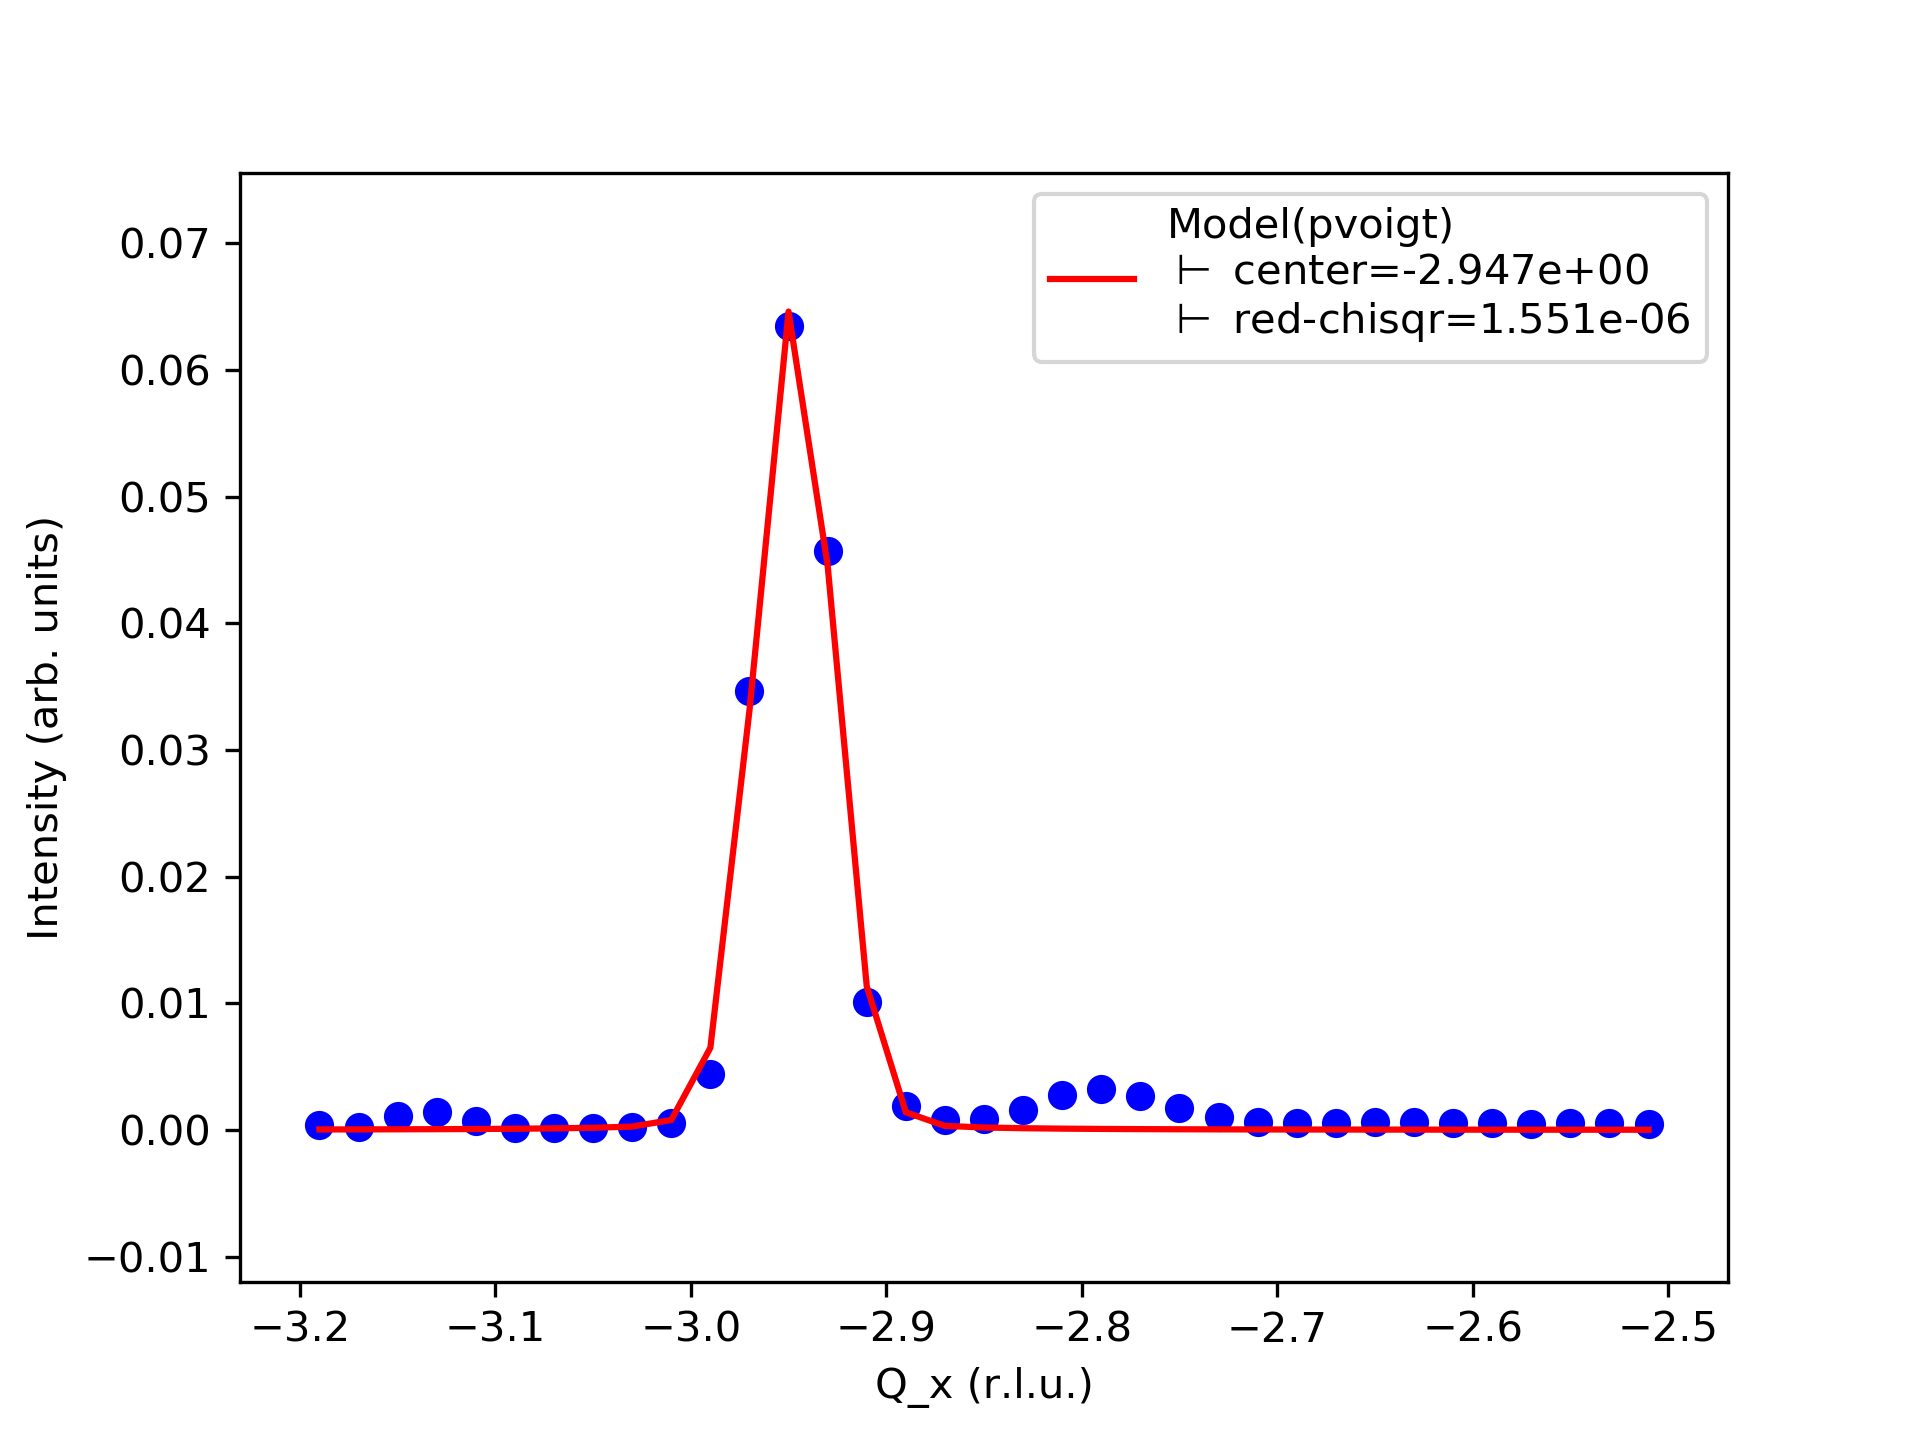 Model(pvoigt)
⊢ center=-2.947e+00
⊢ red-chisqr=1.551e-06
0.07
0.06
0.05
0.04
0.03
0.02
0.01
0.00
−0.01
Intensity (arb. units)
−3.2 −3.1 −3.0 −2.9 −2.8 −2.7 −2.6 −2.5
Q_x (r.l.u.)